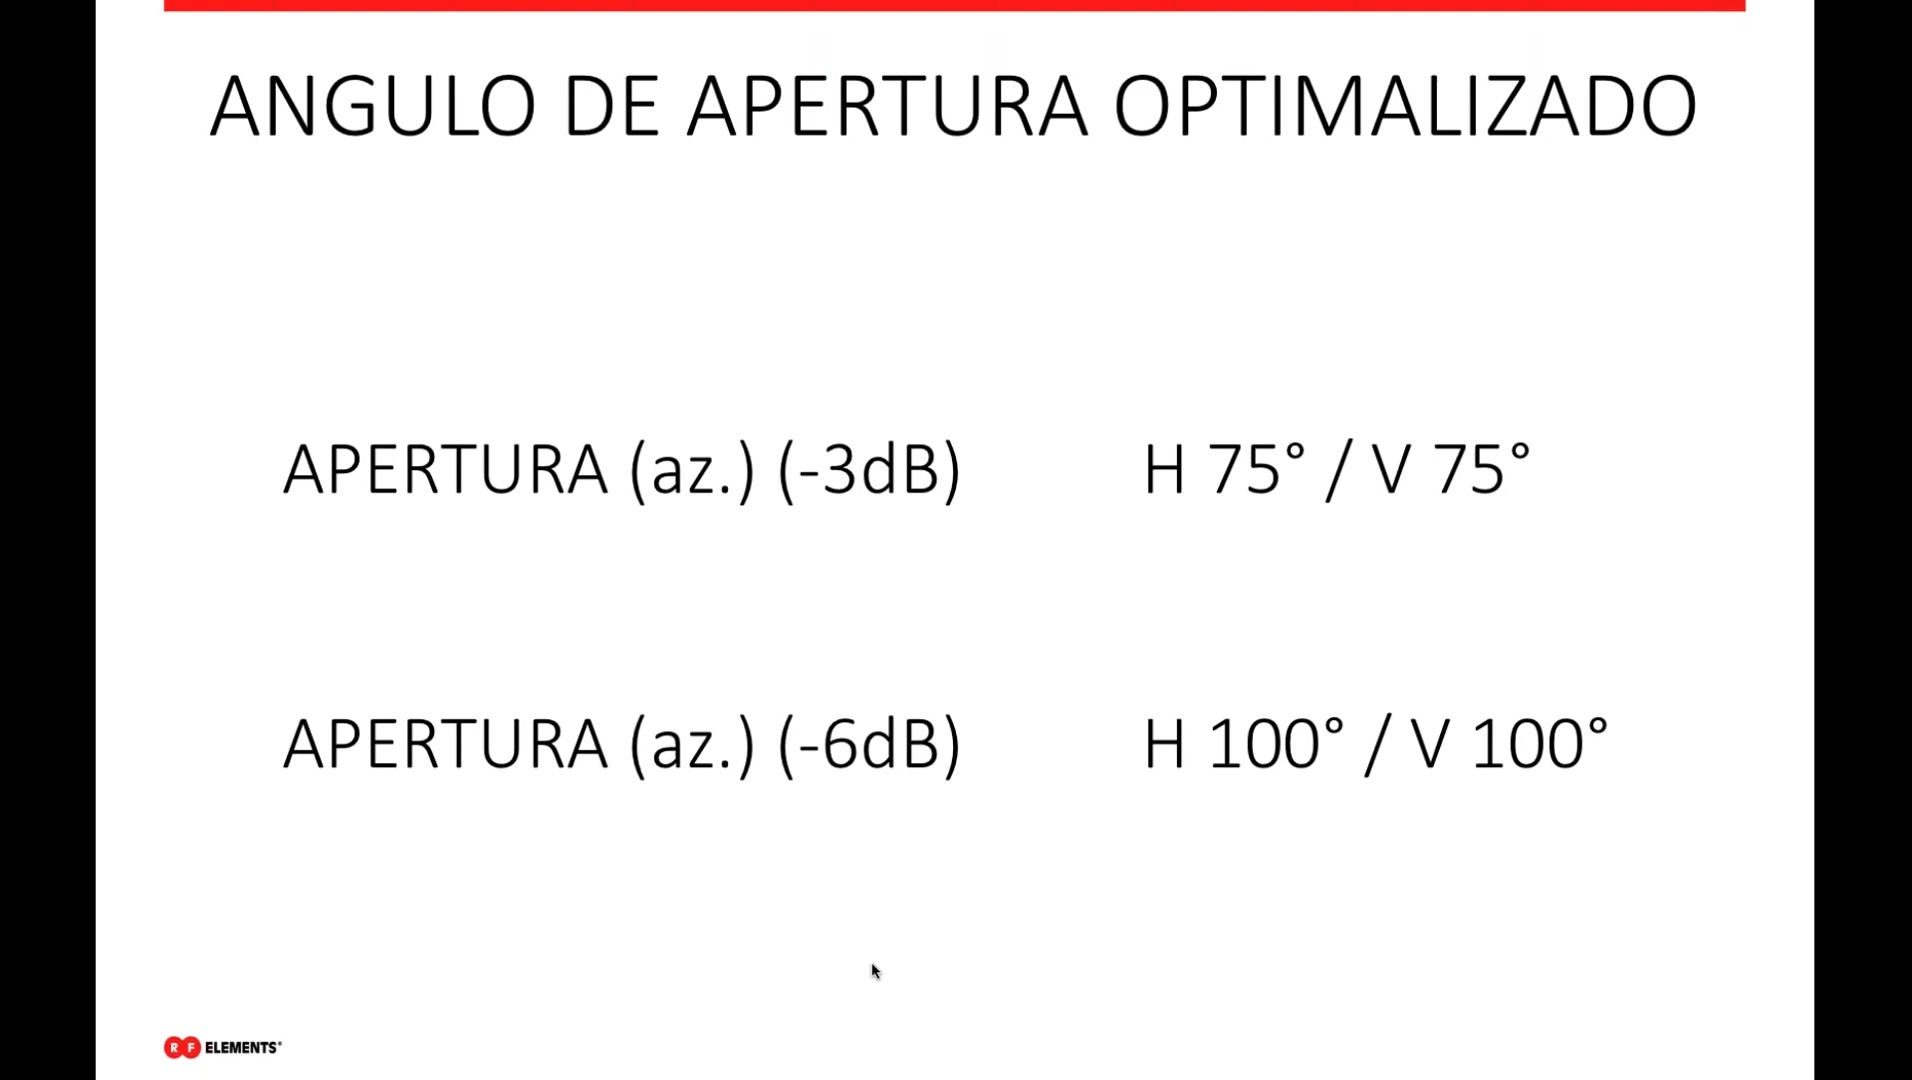 ANGULO DE APERTURA OPTIMALIZADO
APERTURA (az.) (-3dB) H 75° / V 75°
APERTURA (az.) (-6dB) H 100° / V 100°
RF ELEMENTS®